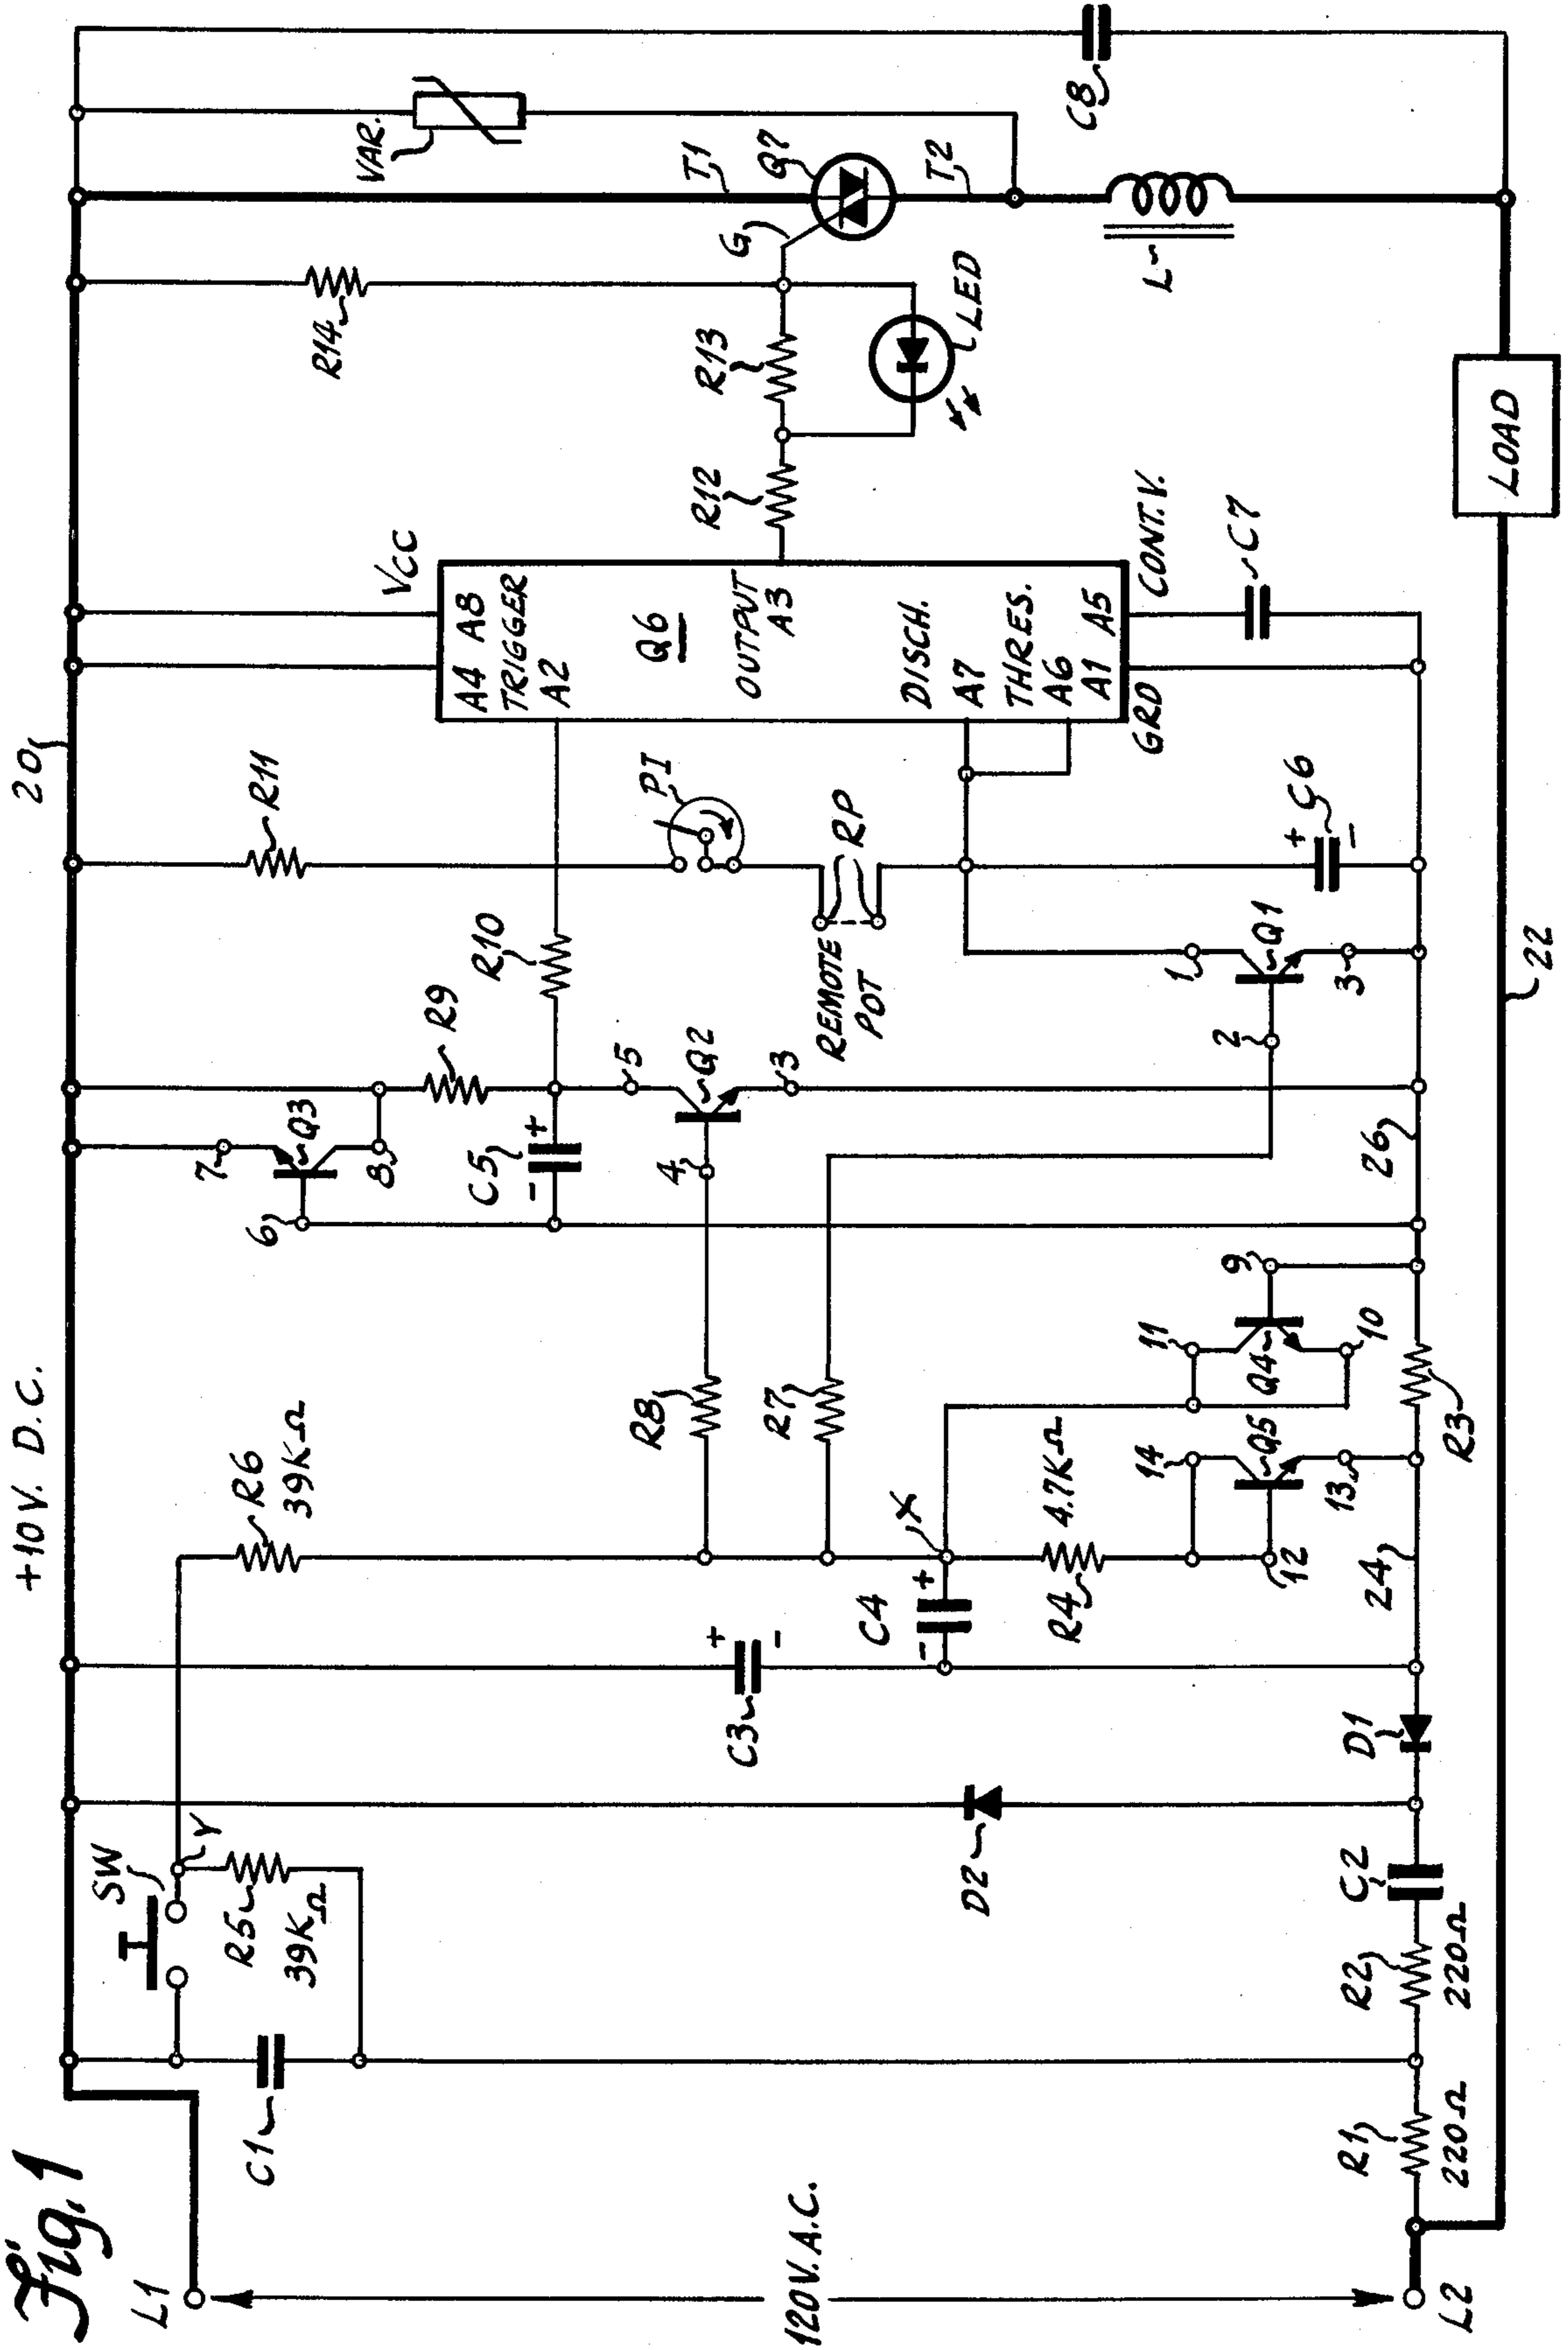 Fig. 1
+10 V. D.C.
20
L1
L2
120 V. A.C.
C1
SW
Y
R5
39KΩ
R1
220Ω
R2
220Ω
C2
D2
D1
C3
C4
+
-
+
-
X
R6
39KΩ
R4
4.7KΩ
24
12
14
13
Q5
11
10
9
Q4
R3
R8
R7
6
7
8
Q3
C5
+
-
4
5
3
Q2
R9
R10
26
2
1
3
Q1
22
R11
PI
REMOTE
POT
RP
C6
+
-
VCC
A4 A8
TRIGGER
A2
Q6
OUTPUT
A3
DISCH.
A7
THRES.
A6
A1 A5
GRD
CONT. V.
C7
R12
R13
R14
LED
G
T1
Q7
T2
VAR.
L
C8
LOAD